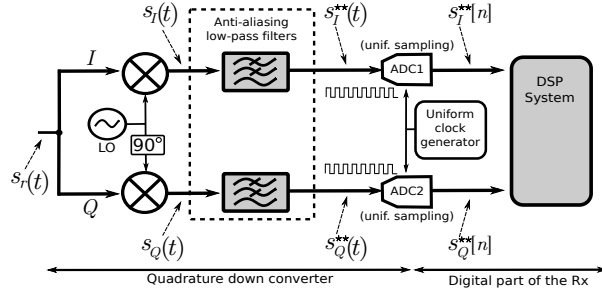 s_I(t)
Anti-aliasing
low-pass filters
s_I^{**}(t)
s_I^{**}[n]
(unif. sampling)
I
ADC1
DSP
System
LO
90°
Uniform
clock
generator
s_r(t)
Q
ADC2
(unif. sampling)
s_Q(t)
s_Q^{**}(t)
s_Q^{**}[n]
Quadrature down converter
Digital part of the Rx